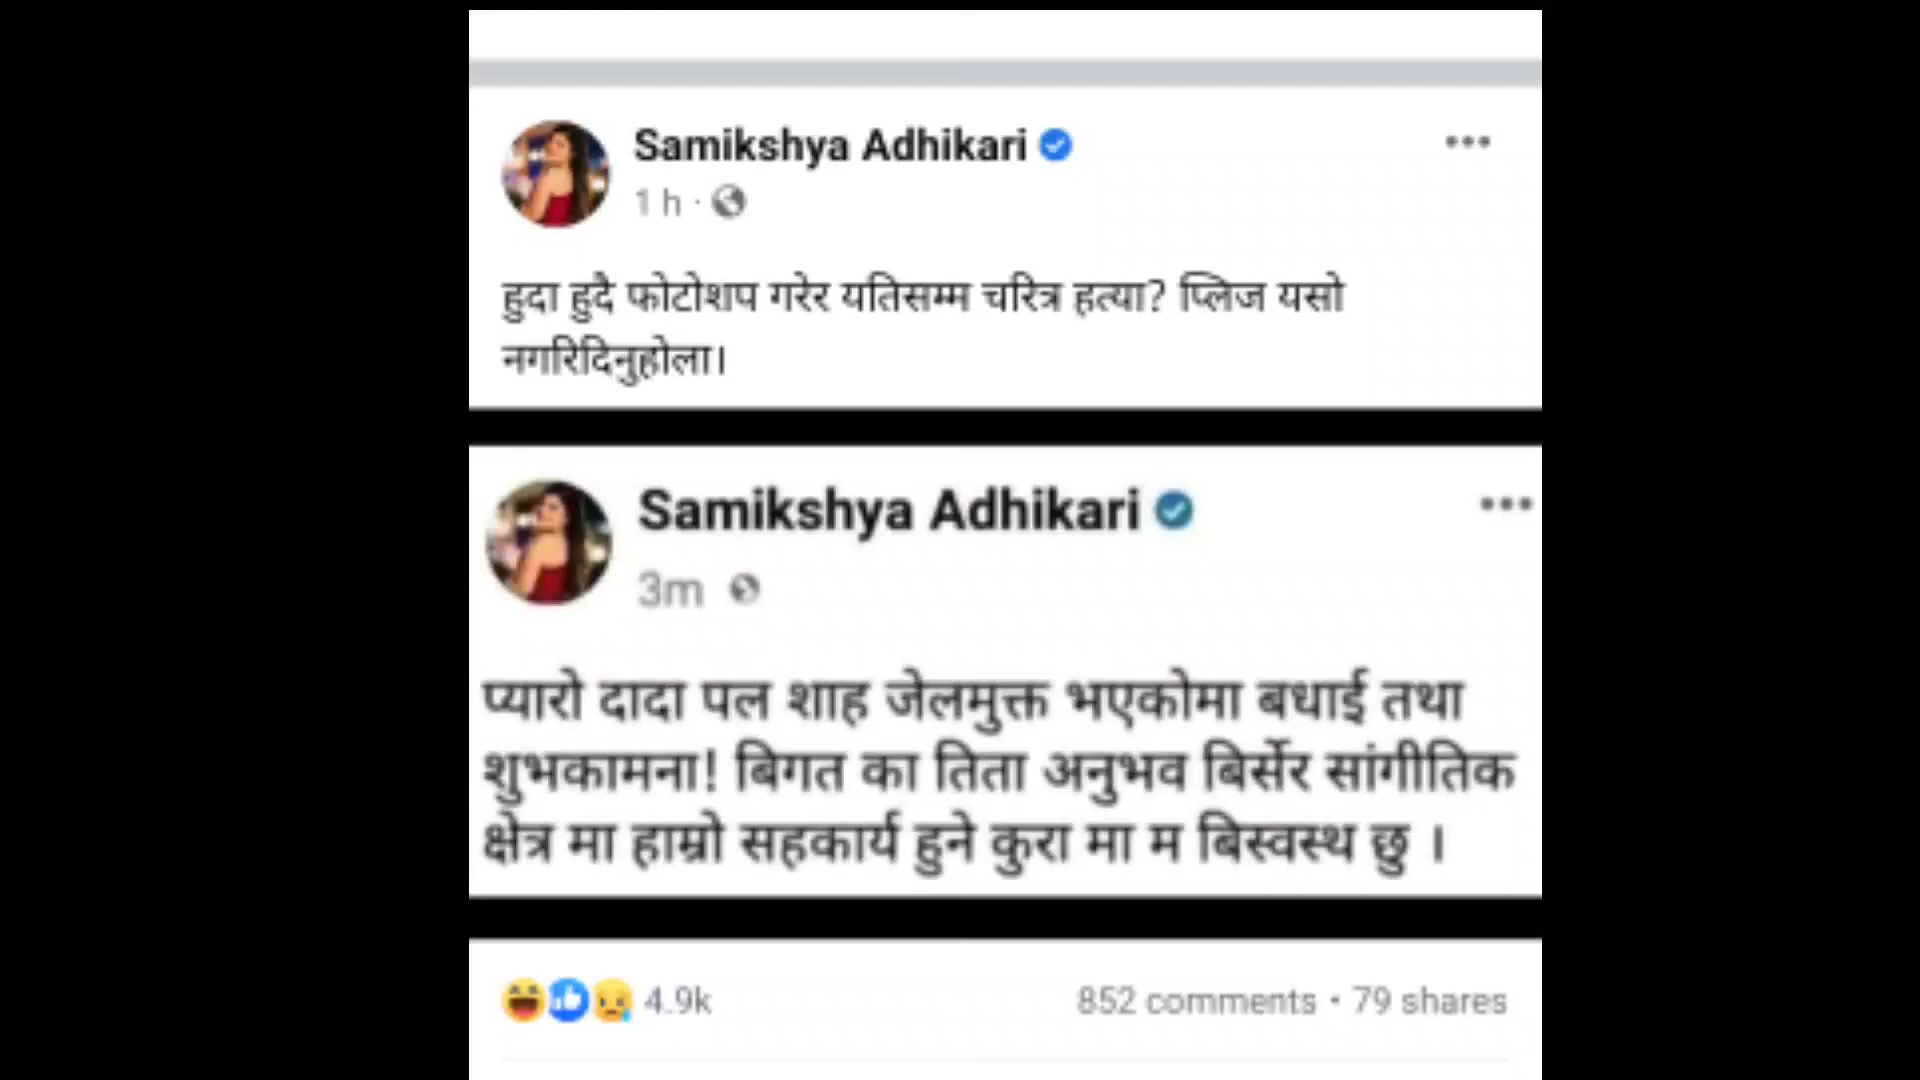 Samikshya Adhikari
1 h ·
हुदा हुदै फोटोशप गरेर यतिसम्म चरित्र हत्या? प्लिज यसो
नगरिदिनुहोला।
Samikshya Adhikari
3m
प्यारो दादा पल शाह जेलमुक्त भएकोमा बधाई तथा
शुभकामना! बिगत का तिता अनुभव बिर्सेर सांगीतिक
क्षेत्र मा हाम्रो सहकार्य हुने कुरा मा म बिस्वस्थ छु ।
4.9k 852 comments • 79 shares